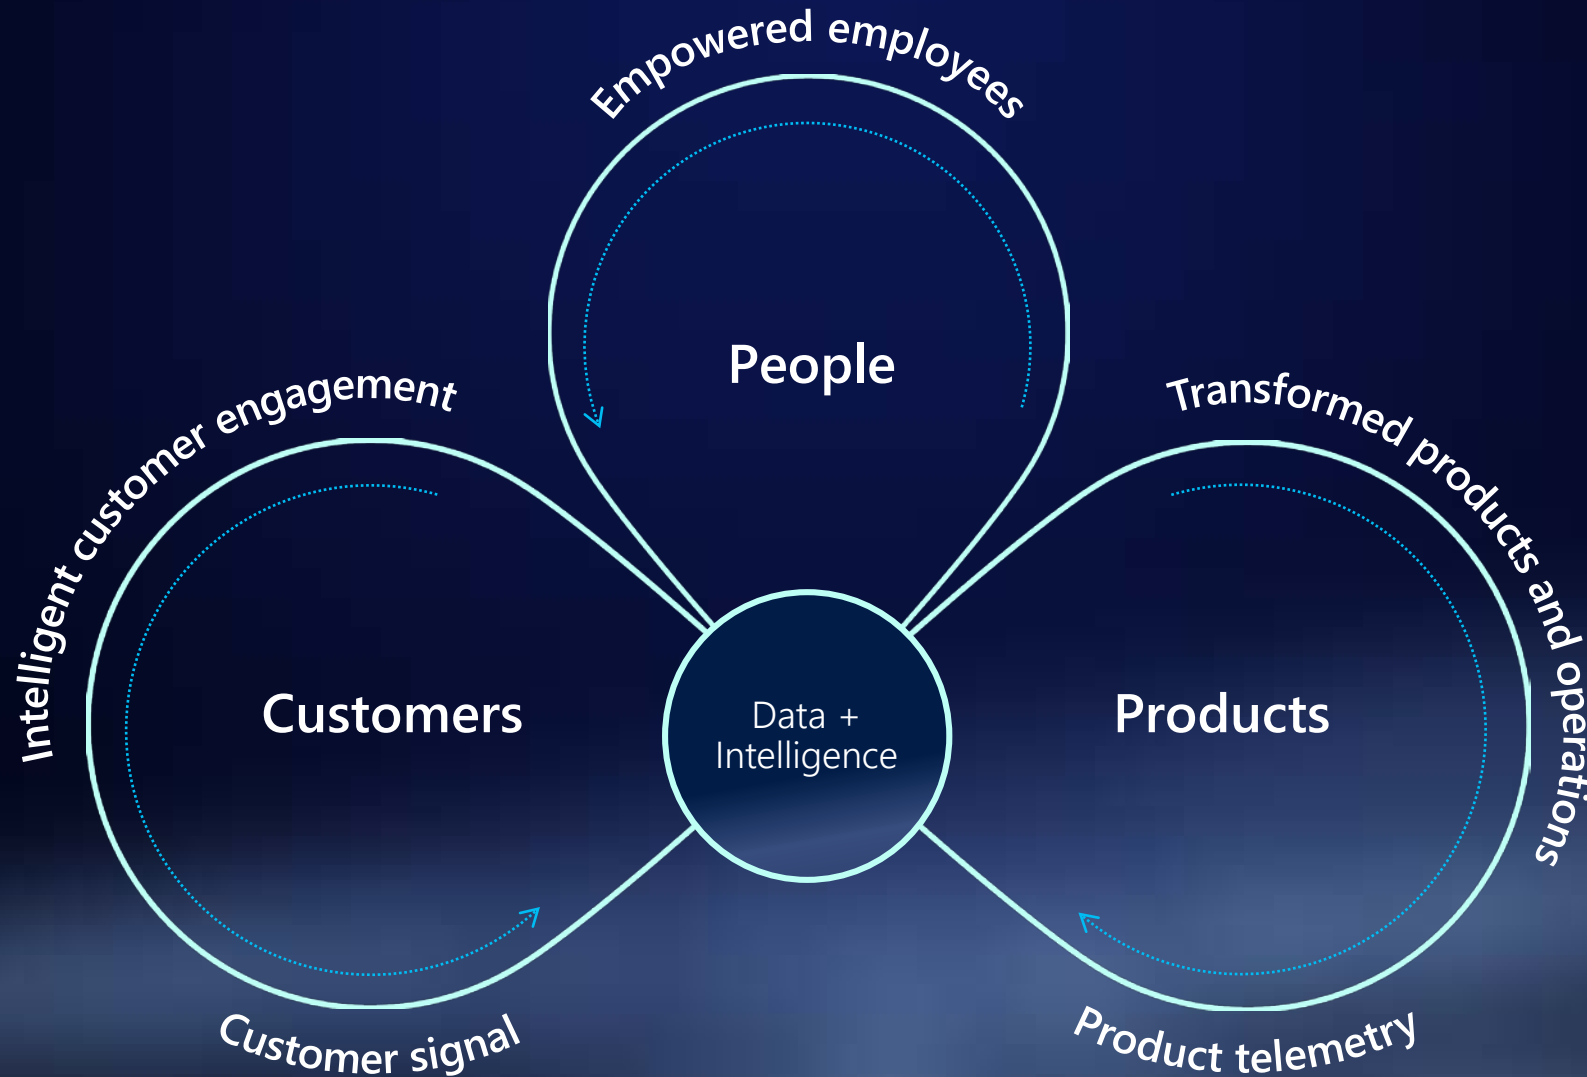 Empowered employees
People
Intelligent customer engagement
Transformed products and operations
Customers
Data +
Intelligence
Products
Customer signal
Product telemetry